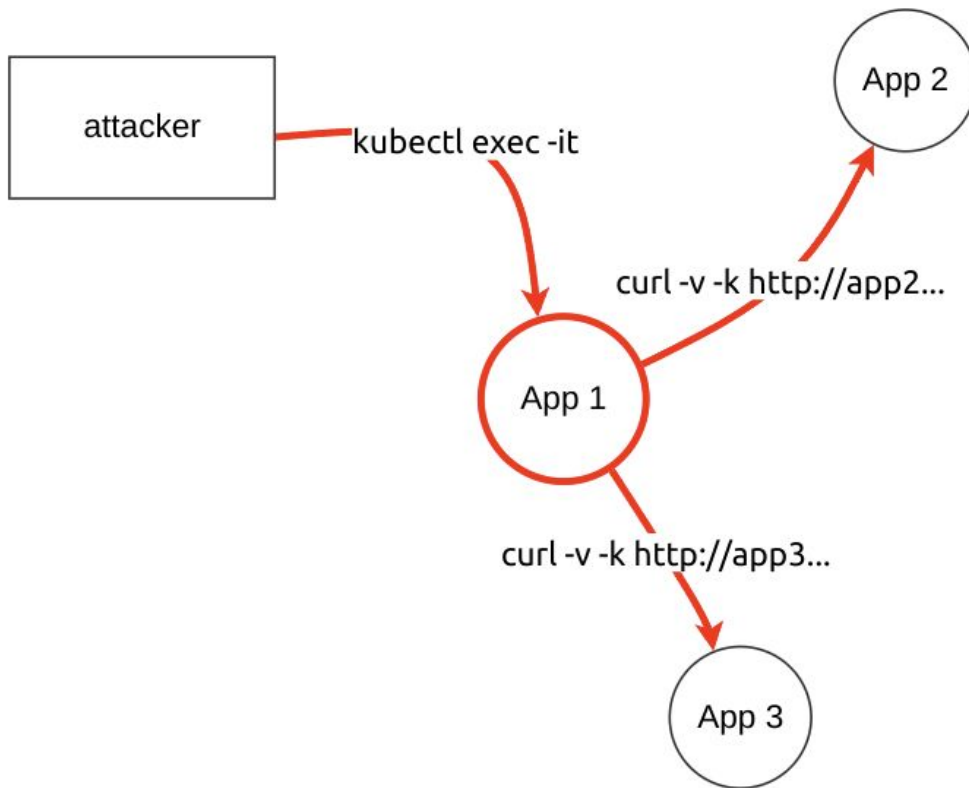 attacker
App 2
kubectl exec -it
curl -v -k http://app2...
App 1
curl -v -k http://app3...
App 3